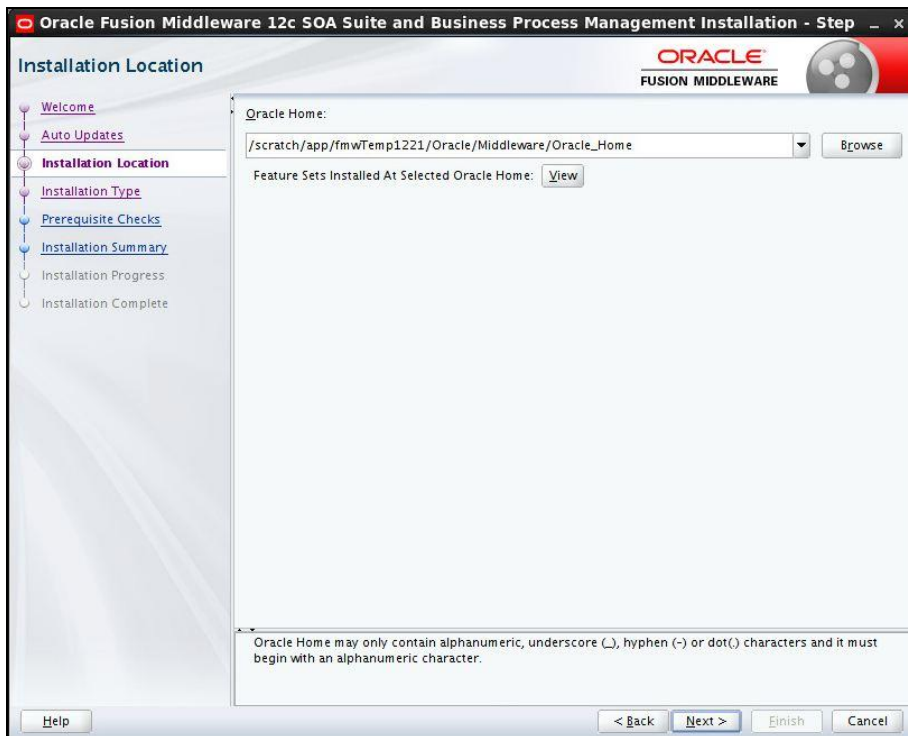 Oracle Fusion Middleware 12c SOA Suite and Business Process Management Installation - Step
Installation Location
ORACLE
FUSION MIDDLEWARE
Welcome
Auto Updates
Installation Location
Installation Type
Prerequisite Checks
Installation Summary
Installation Progress
Installation Complete
Oracle Home:
/scratch/app/fmwTemp1221/Oracle/Middleware/Oracle_Home
Browse
Feature Sets Installed At Selected Oracle Home: View
Oracle Home may only contain alphanumeric, underscore (_), hyphen (-) or dot(.) characters and it must
begin with an alphanumeric character.
Help
< Back Next > Finish Cancel